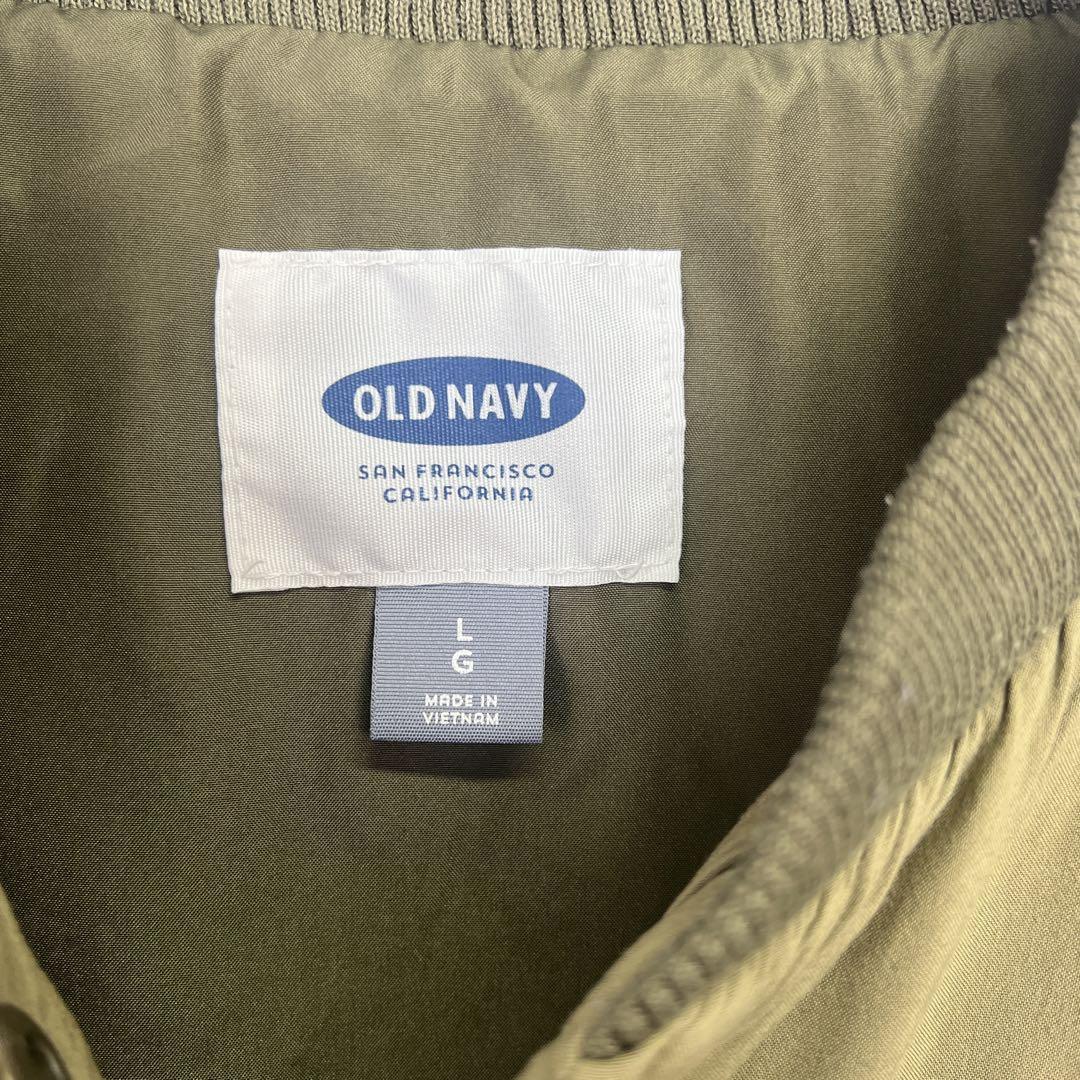 OLD NAVY
SAN FRANCISCO
CALIFORNIA
L
G
MADE IN
VIETNAM